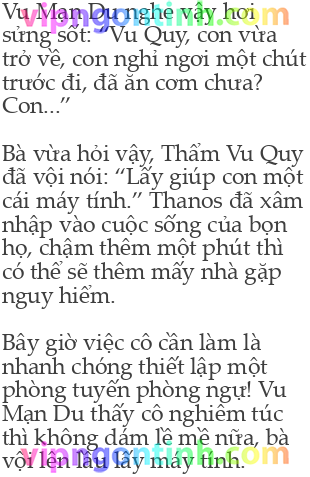 Vu Mạn Du nghe vậy hơi
sửng sốt: “Vu Quy, con vừa
trở về, con nghỉ ngơi một chút
trước đi, đã ăn cơm chưa?
Con...”
Bà vừa hỏi vậy, Thẩm Vu Quy
đã vội nói: “Lấy giúp con một
cái máy tính.” Thanos đã xâm
nhập vào cuộc sống của bọn
họ, chậm thêm một phút thì
có thể sẽ thêm mấy nhà gặp
nguy hiểm.
Bây giờ việc cô cần làm là
nhanh chóng thiết lập một
phòng tuyến phòng ngự! Vu
Mạn Du thấy cô nghiêm túc
thì không dám lề mề nữa, bà
vội lên lầu lấy máy tính.
vipngontinh.com
vipngontinh.com